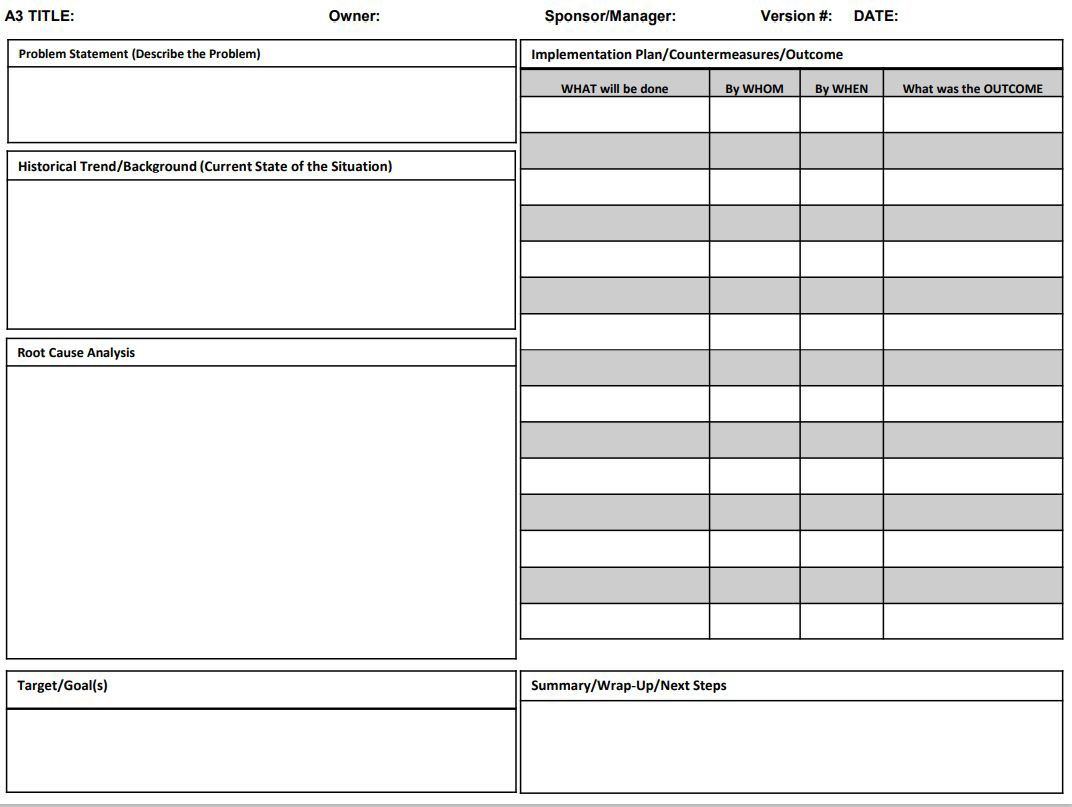 A3 TITLE: Owner: Sponsor/Manager: Version #: DATE:
Problem Statement (Describe the Problem)
Historical Trend/Background (Current State of the Situation)
Root Cause Analysis
Target/Goal(s)
Implementation Plan/Countermeasures/Outcome
WHAT will be done By WHOM By WHEN What was the OUTCOME
Summary/Wrap-Up/Next Steps